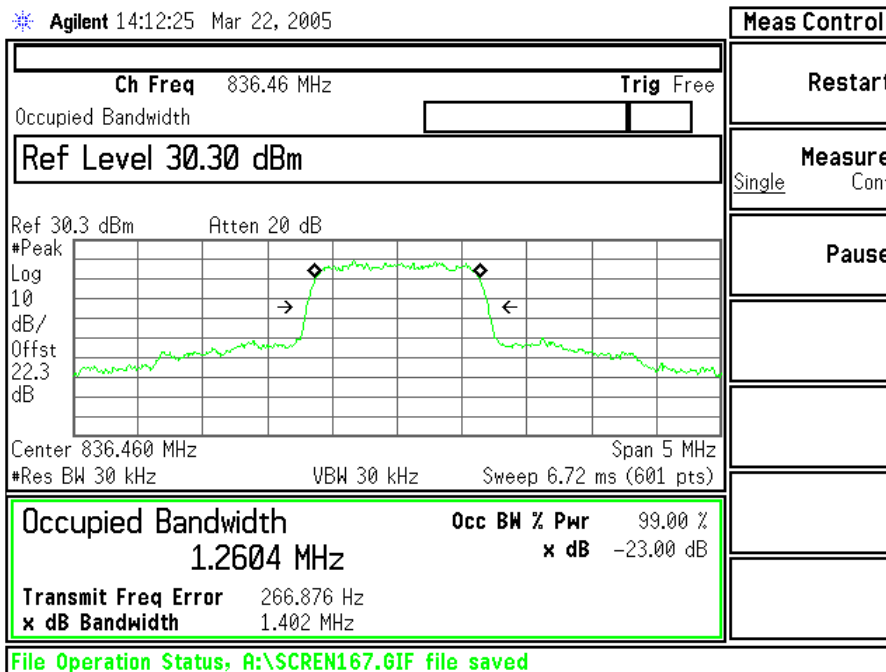 Agilent 14:12:25 Mar 22, 2005
Meas Control
Ch Freq 836.46 MHz Trig Free
Restart
Occupied Bandwidth
Ref Level 30.30 dBm
Measure
Single Con
Ref 30.3 dBm Atten 20 dB
#Peak
Log
10
dB/
Offst
22.3
dB
Pause
Center 836.460 MHz Span 5 MHz
#Res BW 30 kHz VBW 30 kHz Sweep 6.72 ms (601 pts)
Occupied Bandwidth
1.2604 MHz
Occ BW % Pwr 99.00 %
x dB -23.00 dB
Transmit Freq Error 266.876 Hz
x dB Bandwidth 1.402 MHz
File Operation Status, A:\SCREN167.GIF file saved